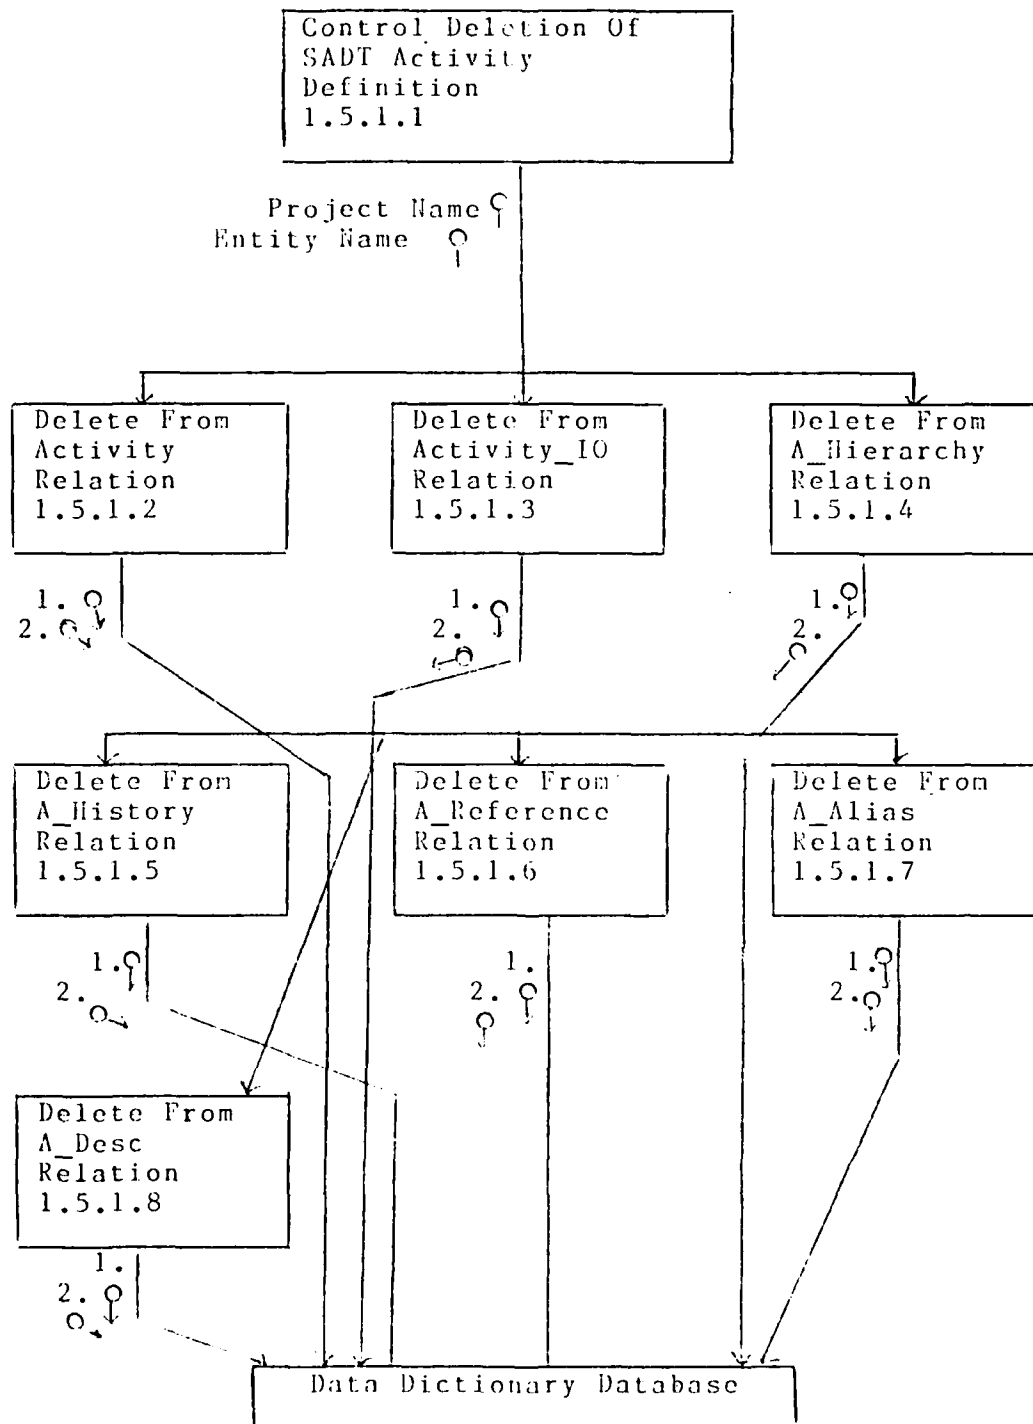 Control Deletion Of
SADT Activity
Definition
1.5.1.1
Project Name
Entity Name
Delete From
Activity
Relation
1.5.1.2
Delete From
Activity_IO
Relation
1.5.1.3
Delete From
A_Hierarchy
Relation
1.5.1.4
1.
2.
1.
2.
1.
2.
Delete From
A_History
Relation
1.5.1.5
Delete From
A_Reference
Relation
1.5.1.6
Delete From
A_Alias
Relation
1.5.1.7
1.
2.
1.
2.
1.
2.
Delete From
A_Desc
Relation
1.5.1.8
1.
2.
Data Dictionary Database